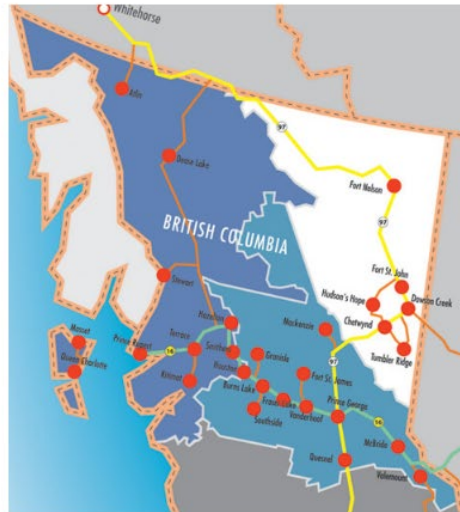 Whitehorse
Atlin
97
Dease Lake
Fort Nelson
BRITISH COLUMBIA
97
Fort St. John
Stewart
Hudson's Hope
Dawson Creek
Hazelton
Mackenzie
Chetwynd
Masset
Prince Rupert
16
Terrace
Smithers
Granisle
97
Tumbler Ridge
Queen Charlotte
Kitimat
Houston
Fort St. James
Burns Lake
Fraser Lake
Prince George
Southside
Vanderhoof
16
McBride
Quesnel
Valemount